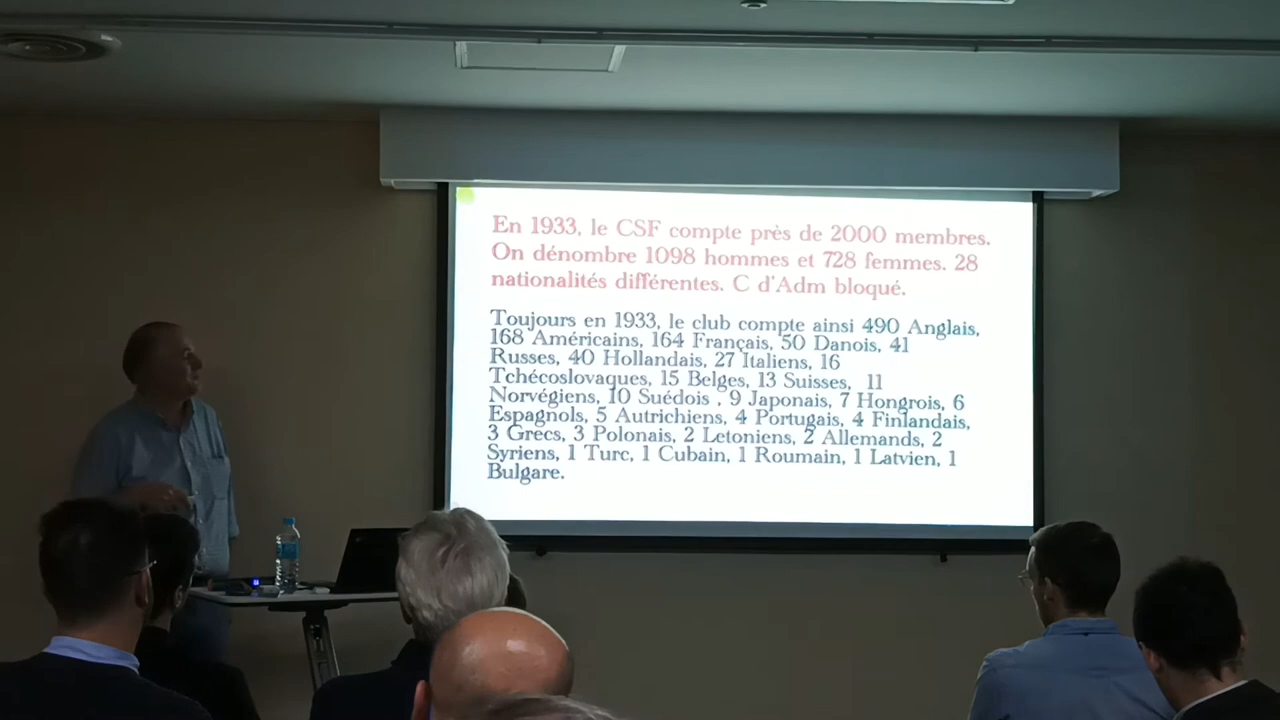 En 1933, le CSF compte près de 2000 membres.
On dénombre 1098 hommes et 728 femmes. 28
nationalités différentes. C d'Adm bloqué.
Toujours en 1933, le club compte ainsi 490 Anglais,
168 Américains, 164 Français, 50 Danois, 41
Russes, 40 Hollandais, 27 Italiens, 16
Tchécoslovaques, 15 Belges, 13 Suisses, 11
Norvégiens, 10 Suédois , 9 Japonais, 7 Hongrois, 6
Espagnols, 5 Autrichiens, 4 Portugais, 4 Finlandais,
3 Grecs, 3 Polonais, 2 Letoniens, 2 Allemands, 2
Syriens, 1 Turc, 1 Cubain, 1 Roumain, 1 Latvien, 1
Bulgare.